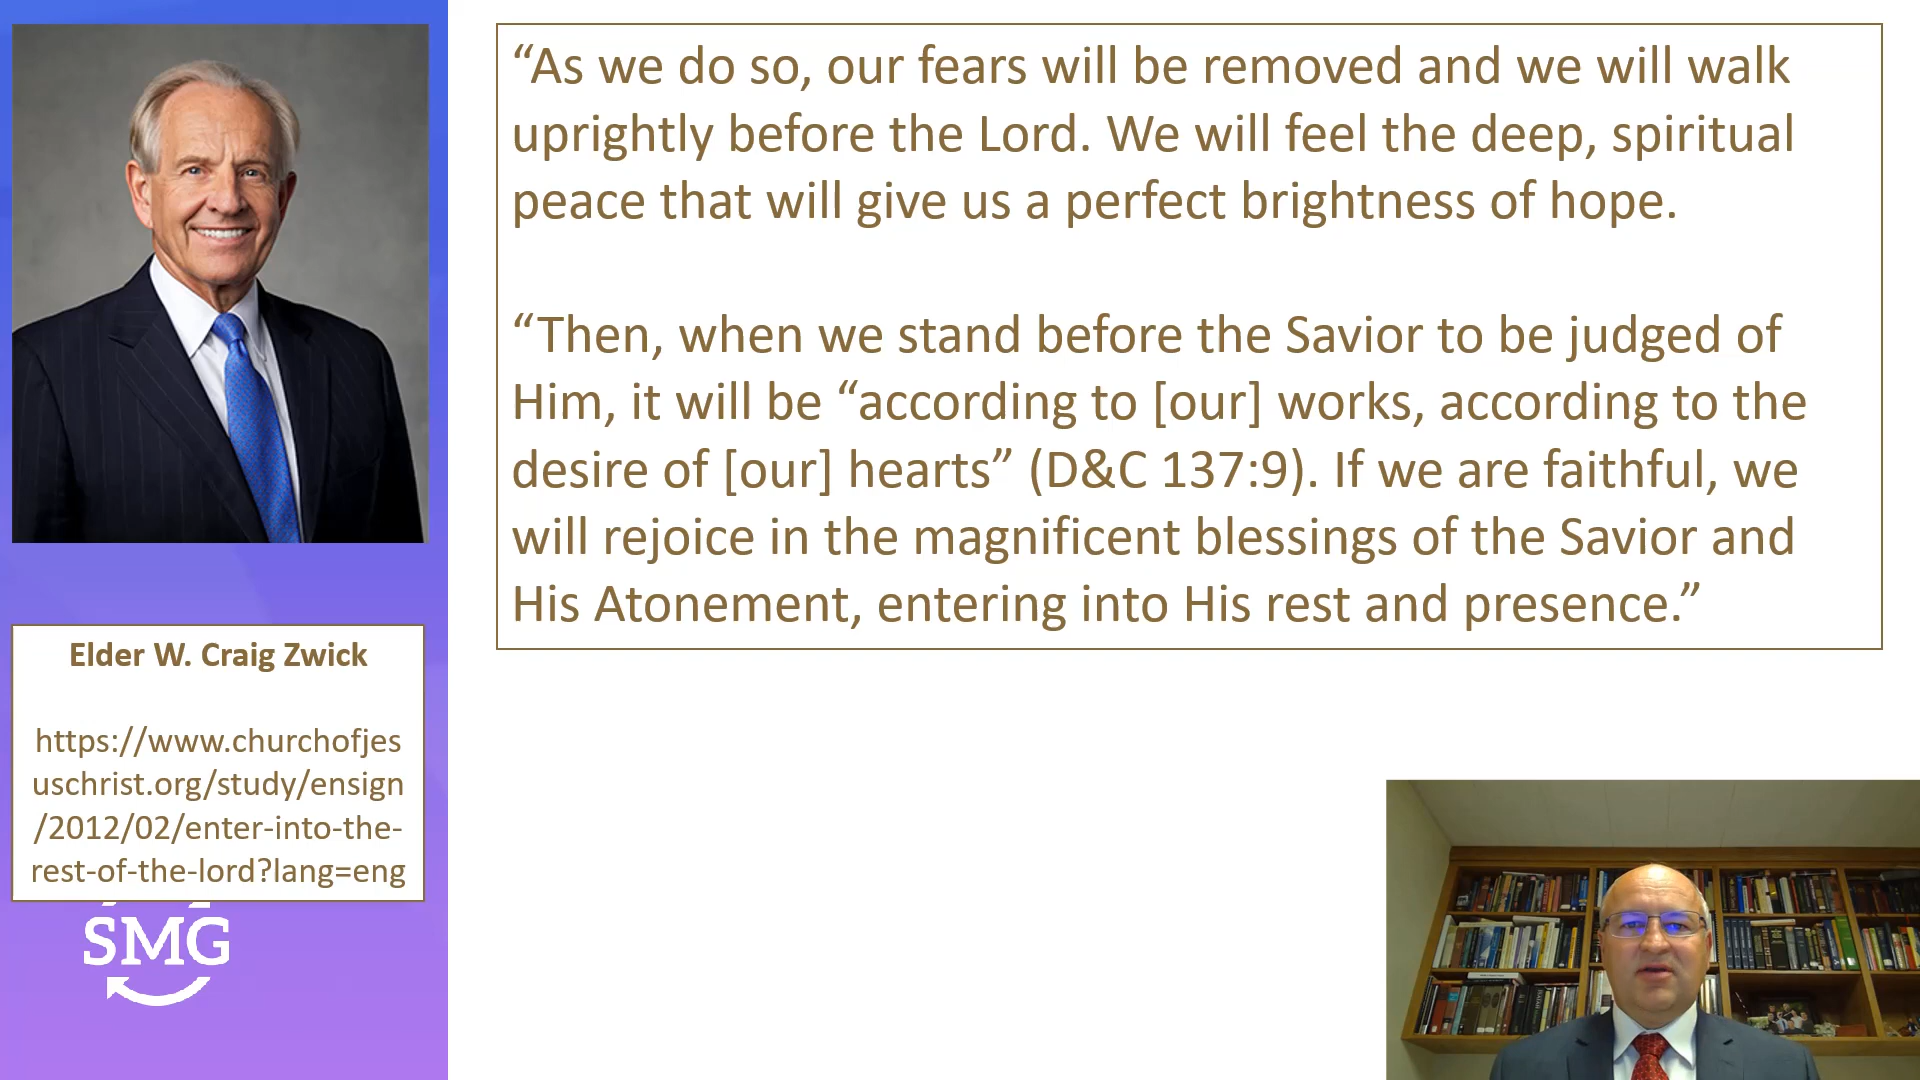 “As we do so, our fears will be removed and we will walk
uprightly before the Lord. We will feel the deep, spiritual
peace that will give us a perfect brightness of hope.
“Then, when we stand before the Savior to be judged of
Him, it will be “according to [our] works, according to the
desire of [our] hearts” (D&C 137:9). If we are faithful, we
will rejoice in the magnificent blessings of the Savior and
His Atonement, entering into His rest and presence.”
Elder W. Craig Zwick
https://www.churchofjes
uschrist.org/study/ensign
/2012/02/enter-into-the-
rest-of-the-lord?lang=eng
SMG